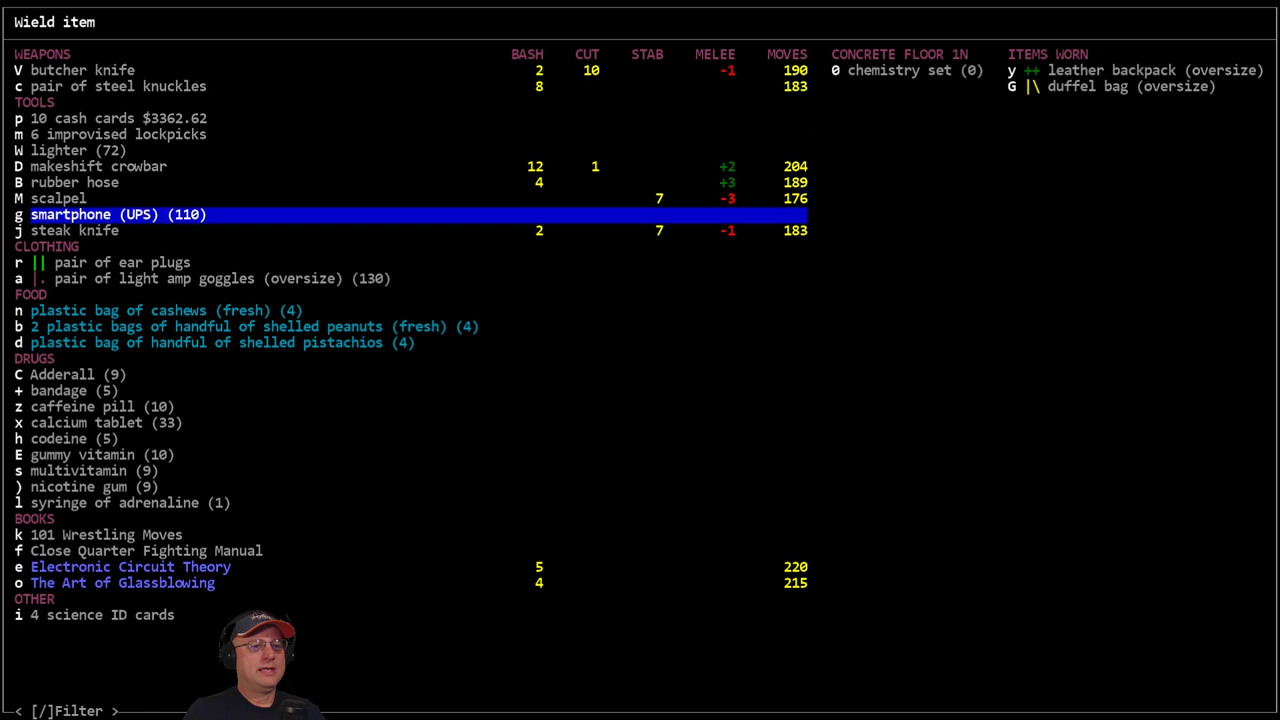 Wield item
WEAPONS BASH CUT STAB MELEE MOVES CONCRETE FLOOR 1N ITEMS WORN
V butcher knife 2 10 -1 190 0 chemistry set (0) y ++ leather backpack (oversize)
c pair of steel knuckles 8 183 G |\ duffel bag (oversize)
TOOLS
p 10 cash cards $3362.62
m 6 improvised lockpicks
W lighter (72)
D makeshift crowbar 12 1 +2 204
B rubber hose 4 +3 189
M scalpel 7 -3 176
g smartphone (UPS) (110)
j steak knife 2 7 -1 183
CLOTHING
r || pair of ear plugs
a |. pair of light amp goggles (oversize) (130)
FOOD
n plastic bag of cashews (fresh) (4)
b 2 plastic bags of handful of shelled peanuts (fresh) (4)
d plastic bag of handful of shelled pistachios (4)
DRUGS
C Adderall (9)
+ bandage (5)
z caffeine pill (10)
x calcium tablet (33)
h codeine (5)
E gummy vitamin (10)
s multivitamin (9)
) nicotine gum (9)
l syringe of adrenaline (1)
BOOKS
k 101 Wrestling Moves
f Close Quarter Fighting Manual
e Electronic Circuit Theory 5 220
o The Art of Glassblowing 4 215
OTHER
i 4 science ID cards
< [/]Filter >